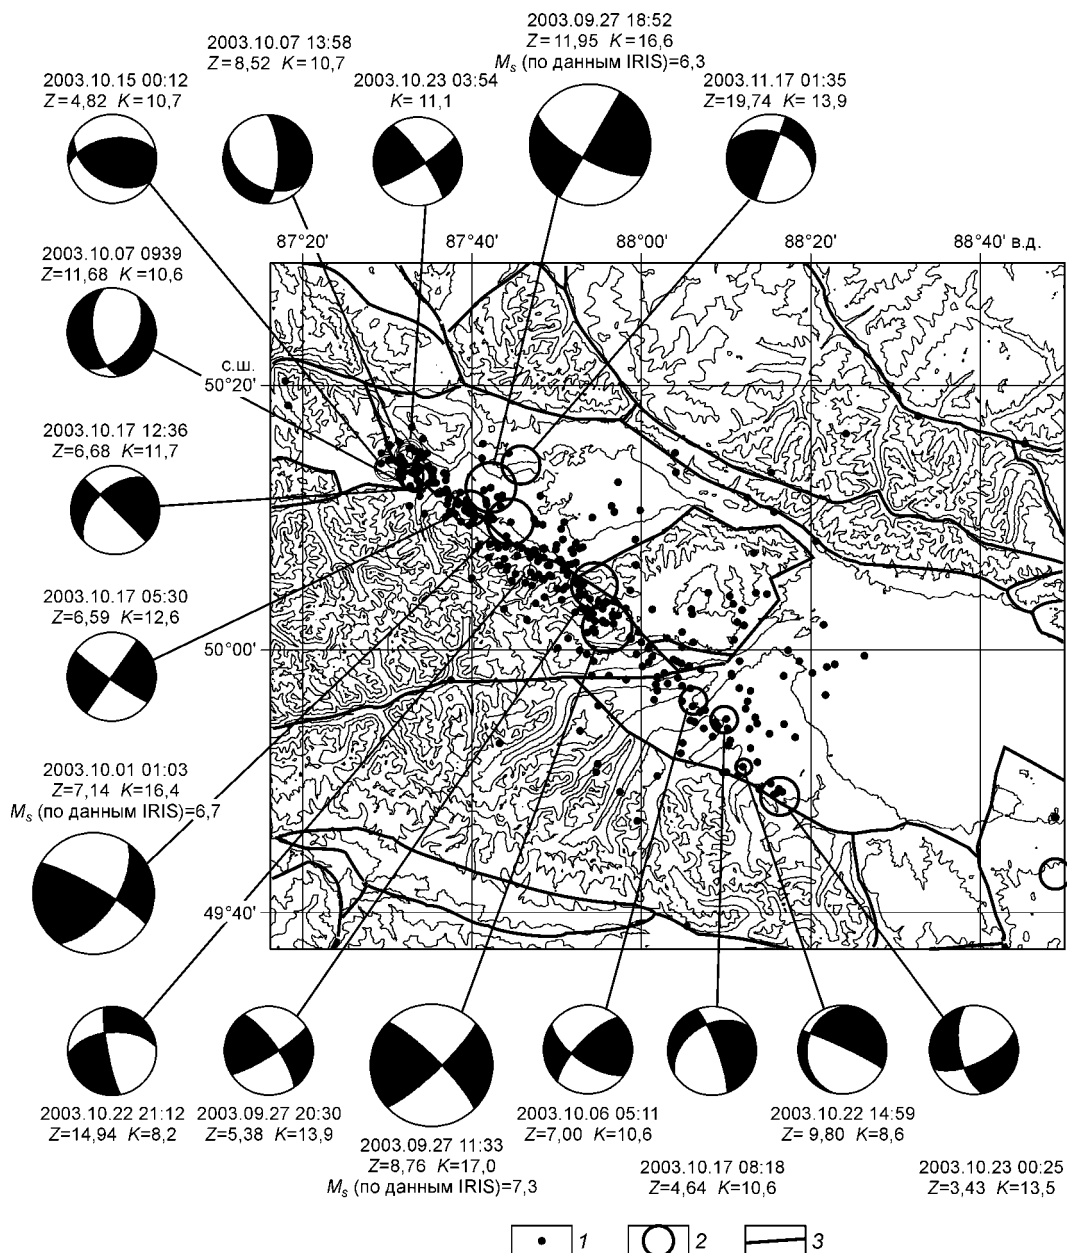 2003.09.27 18:52
Z=11,95 K=16,6
Ms (по данным IRIS)=6,3
2003.10.07 13:58
Z=8,52 K=10,7
2003.10.15 00:12
Z=4,82 K=10,7
2003.10.23 03:54
K= 11,1
2003.11.17 01:35
Z=19,74 K= 13,9
87°20' 87°40' 88°00' 88°20' 88°40' в.д.
2003.10.07 0939
Z=11,68 K=10,6
с.ш.
50°20'
2003.10.17 12:36
Z=6,68 K=11,7
2003.10.17 05:30
Z=6,59 K=12,6
50°00'
2003.10.01 01:03
Z=7,14 K=16,4
Ms (по данным IRIS)=6,7
49°40'
2003.10.22 21:12
Z=14,94 K=8,2
2003.09.27 20:30
Z=5,38 K=13,9
2003.09.27 11:33
Z=8,76 K=17,0
Ms (по данным IRIS)=7,3
2003.10.06 05:11
Z=7,00 K=10,6
2003.10.17 08:18
Z=4,64 K=10,6
2003.10.22 14:59
Z= 9,80 K=8,6
2003.10.23 00:25
Z=3,43 K=13,5
1 2 3